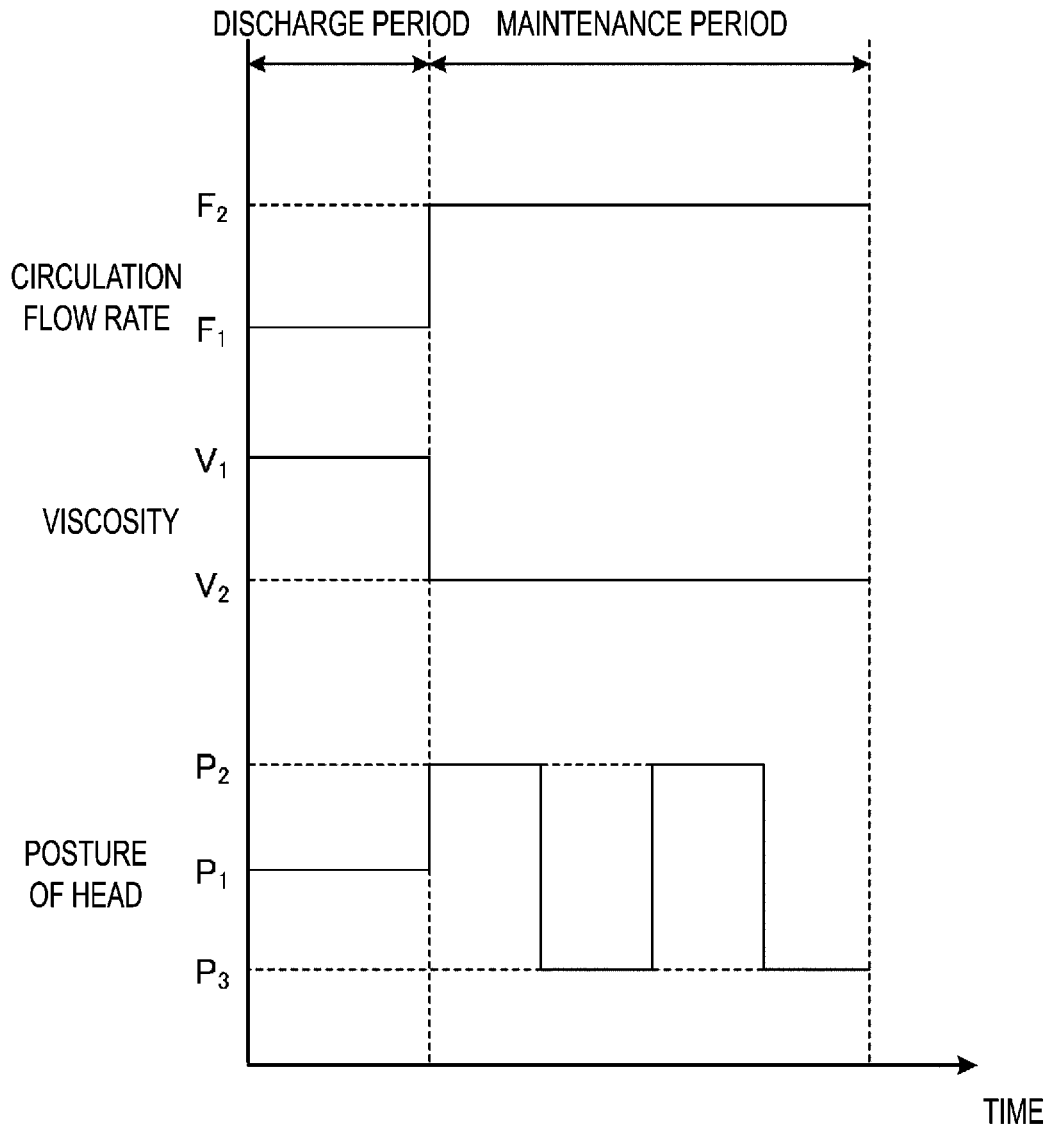 DISCHARGE PERIOD MAINTENANCE PERIOD
F₂
CIRCULATION
FLOW RATE
F₁
V₁
VISCOSITY
V₂
P₂
POSTURE
OF HEAD
P₁
P₃
TIME